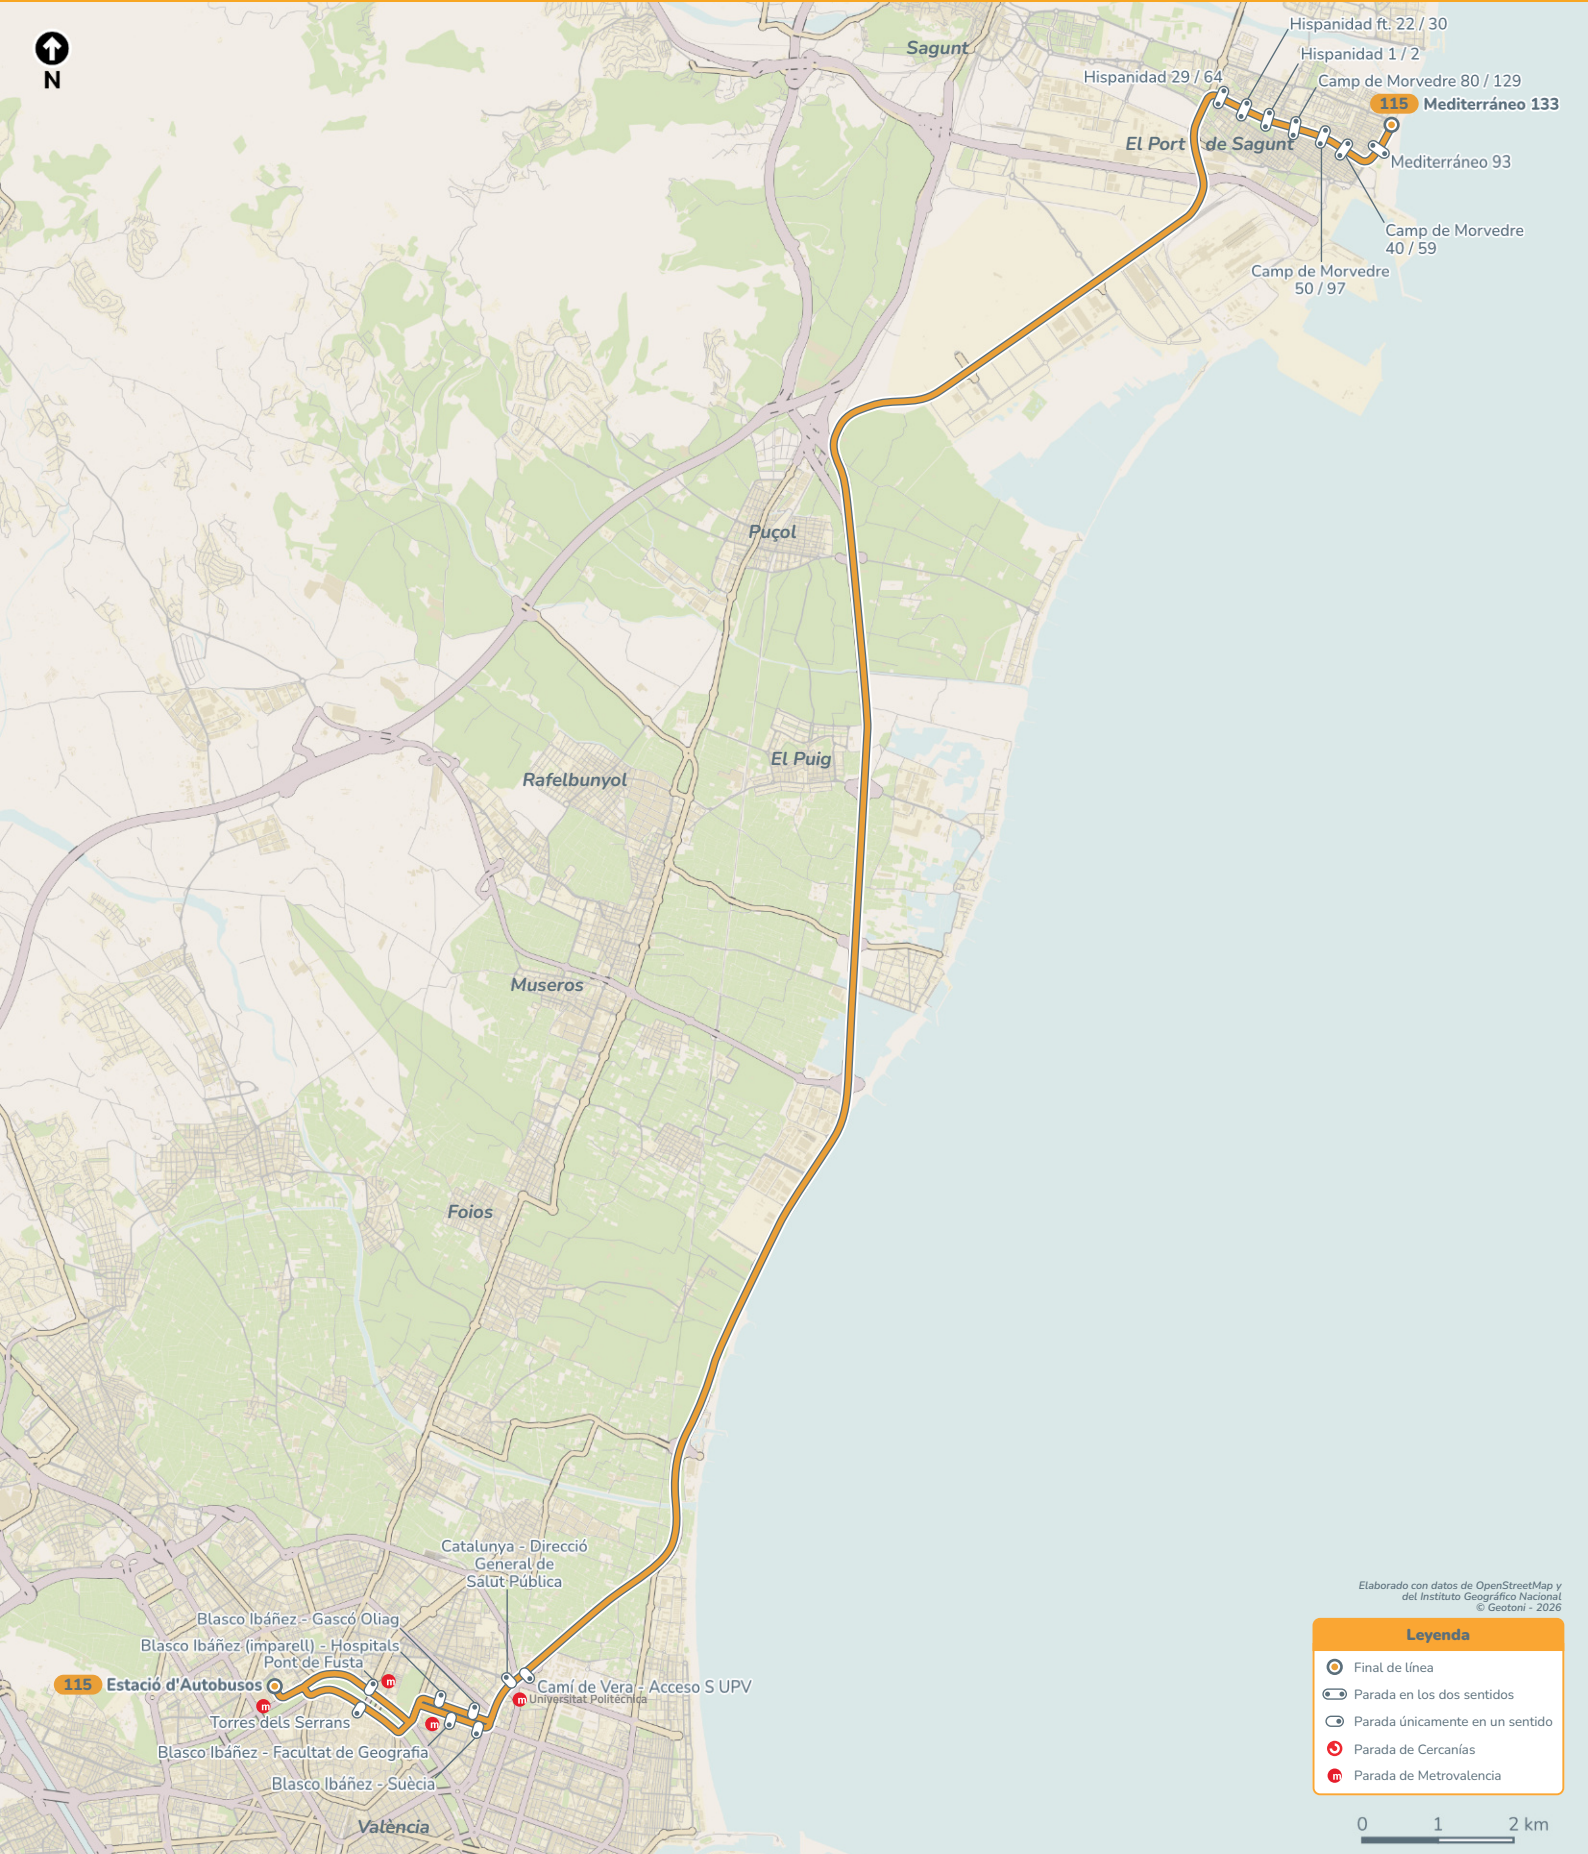 N
Sagunt
Hispanidad ft. 22 / 30
Hispanidad 1 / 2
Hispanidad 29 / 64
Camp de Morvedre 80 / 129
115 Mediterráneo 133
El Port de Sagunt
Mediterráneo 93
Camp de Morvedre
40 / 59
Camp de Morvedre
50 / 97
Puçol
El Puig
Rafelbunyol
Museros
Foios
Catalunya - Direcció
General de
Salut Pública
Blasco Ibáñez - Gascó Oliag
Blasco Ibáñez (imparell) - Hospitals
Pont de Fusta
115 Estació d'Autobusos
m
m
m
m
Camí de Vera - Acceso S UPV
Universitat Politècnica
Torres dels Serrans
Blasco Ibáñez - Facultat de Geografia
Blasco Ibáñez - Suècia
València
Elaborado con datos de OpenStreetMap y
del Instituto Geográfico Nacional
© Geotoni - 2026
Leyenda
Final de línea
Parada en los dos sentidos
Parada únicamente en un sentido
Parada de Cercanías
m Parada de Metrovalencia
0 1 2 km